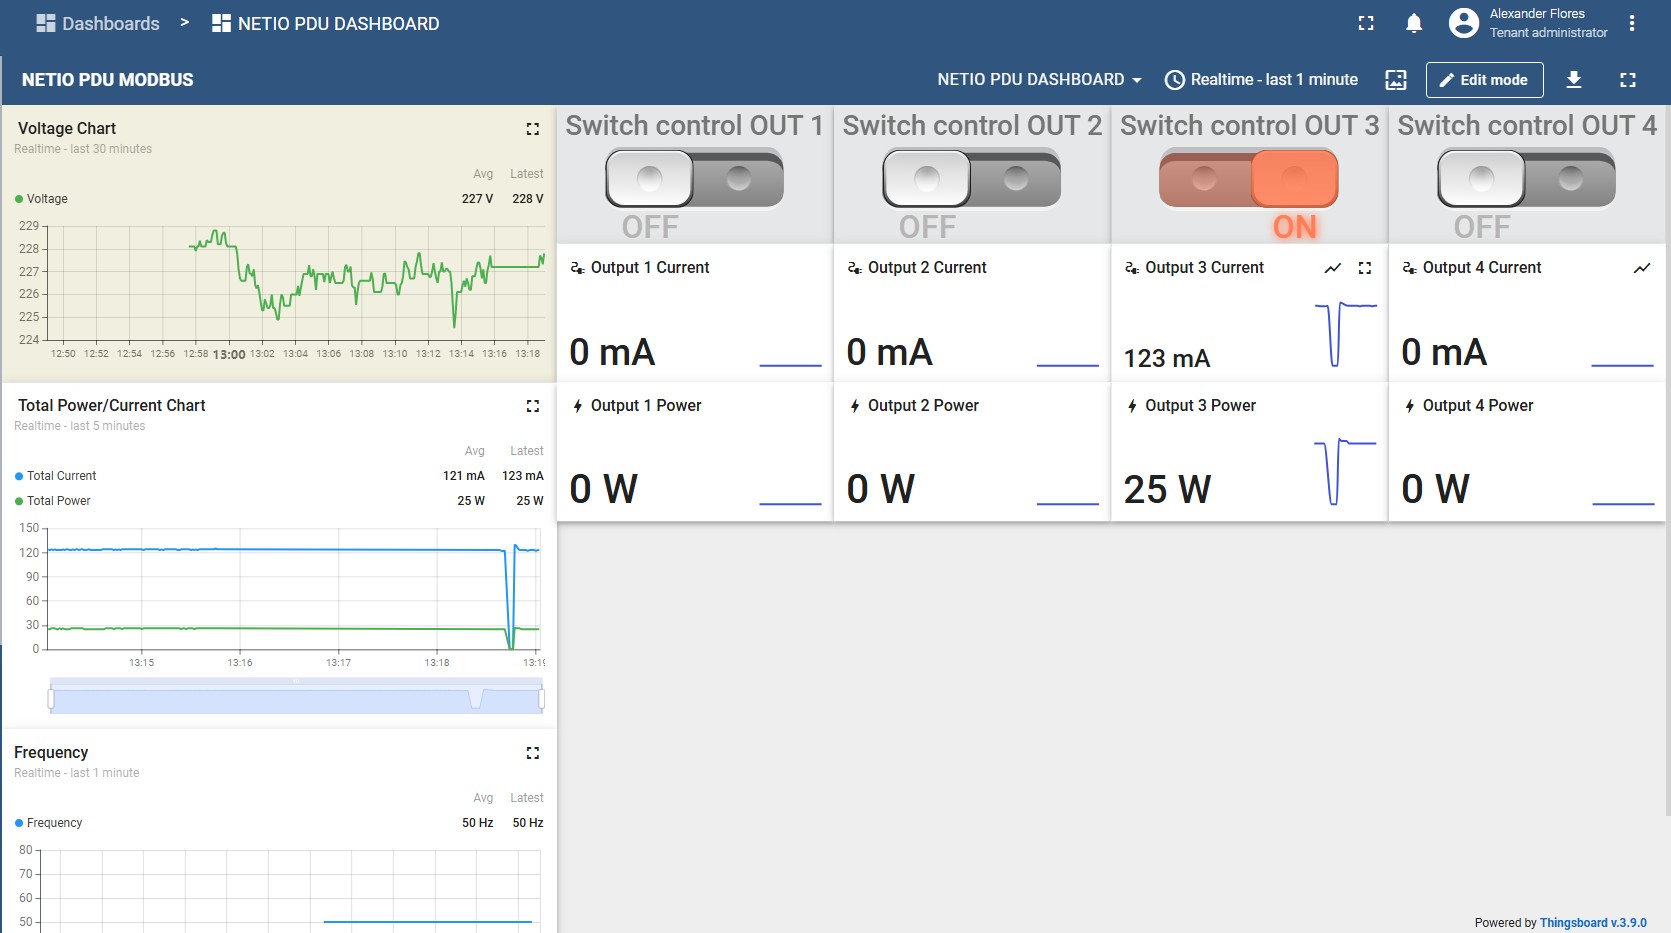 Dashboards > NETIO PDU DASHBOARD
Alexander Flores
Tenant administrator
NETIO PDU MODBUS
NETIO PDU DASHBOARD
Realtime - last 1 minute
Edit mode
Voltage Chart
Realtime - last 30 minutes
Avg Latest
Voltage 227 V 228 V
229
228
227
226
225
224
12:50 12:52 12:54 12:56 12:58 13:00 13:02 13:04 13:06 13:08 13:10 13:12 13:14 13:16 13:18
Total Power/Current Chart
Realtime - last 5 minutes
Avg Latest
Total Current 121 mA 123 mA
Total Power 25 W 25 W
150
120
90
60
30
0
13:15 13:16 13:17 13:18 13:19
Frequency
Realtime - last 1 minute
Avg Latest
Frequency 50 Hz 50 Hz
80
70
60
50
Switch control OUT 1
OFF
Switch control OUT 2
OFF
Switch control OUT 3
ON
Switch control OUT 4
OFF
Output 1 Current
0 mA
Output 2 Current
0 mA
Output 3 Current
123 mA
Output 4 Current
0 mA
Output 1 Power
0 W
Output 2 Power
0 W
Output 3 Power
25 W
Output 4 Power
0 W
Powered by Thingsboard v.3.9.0